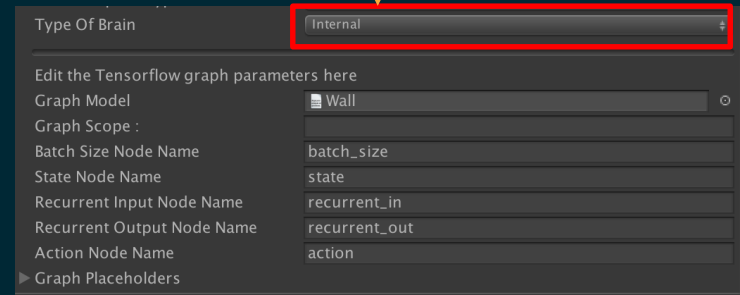 Type Of Brain Internal
Edit the Tensorflow graph parameters here
Graph Model Wall
Graph Scope :
Batch Size Node Name batch_size
State Node Name state
Recurrent Input Node Name recurrent_in
Recurrent Output Node Name recurrent_out
Action Node Name action
Graph Placeholders